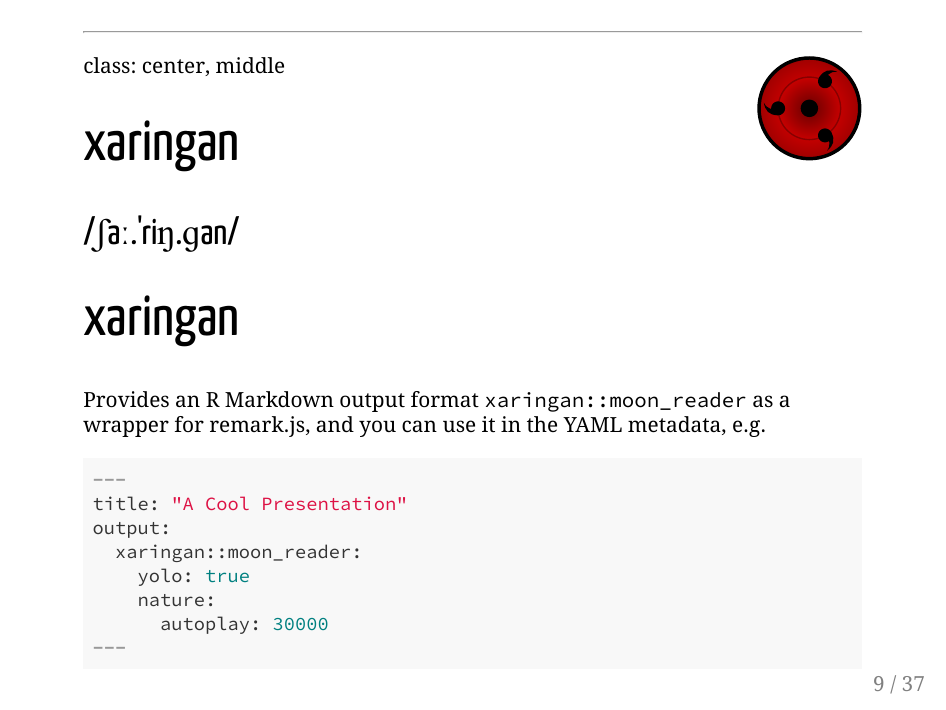 class: center, middle
xaringan
/ʃaː.'riŋ.ɡan/
xaringan
Provides an R Markdown output format xaringan::moon_reader as a
wrapper for remark.js, and you can use it in the YAML metadata, e.g.
---
title: "A Cool Presentation"
output:
  xaringan::moon_reader:
    yolo: true
    nature:
      autoplay: 30000
---
9 / 37